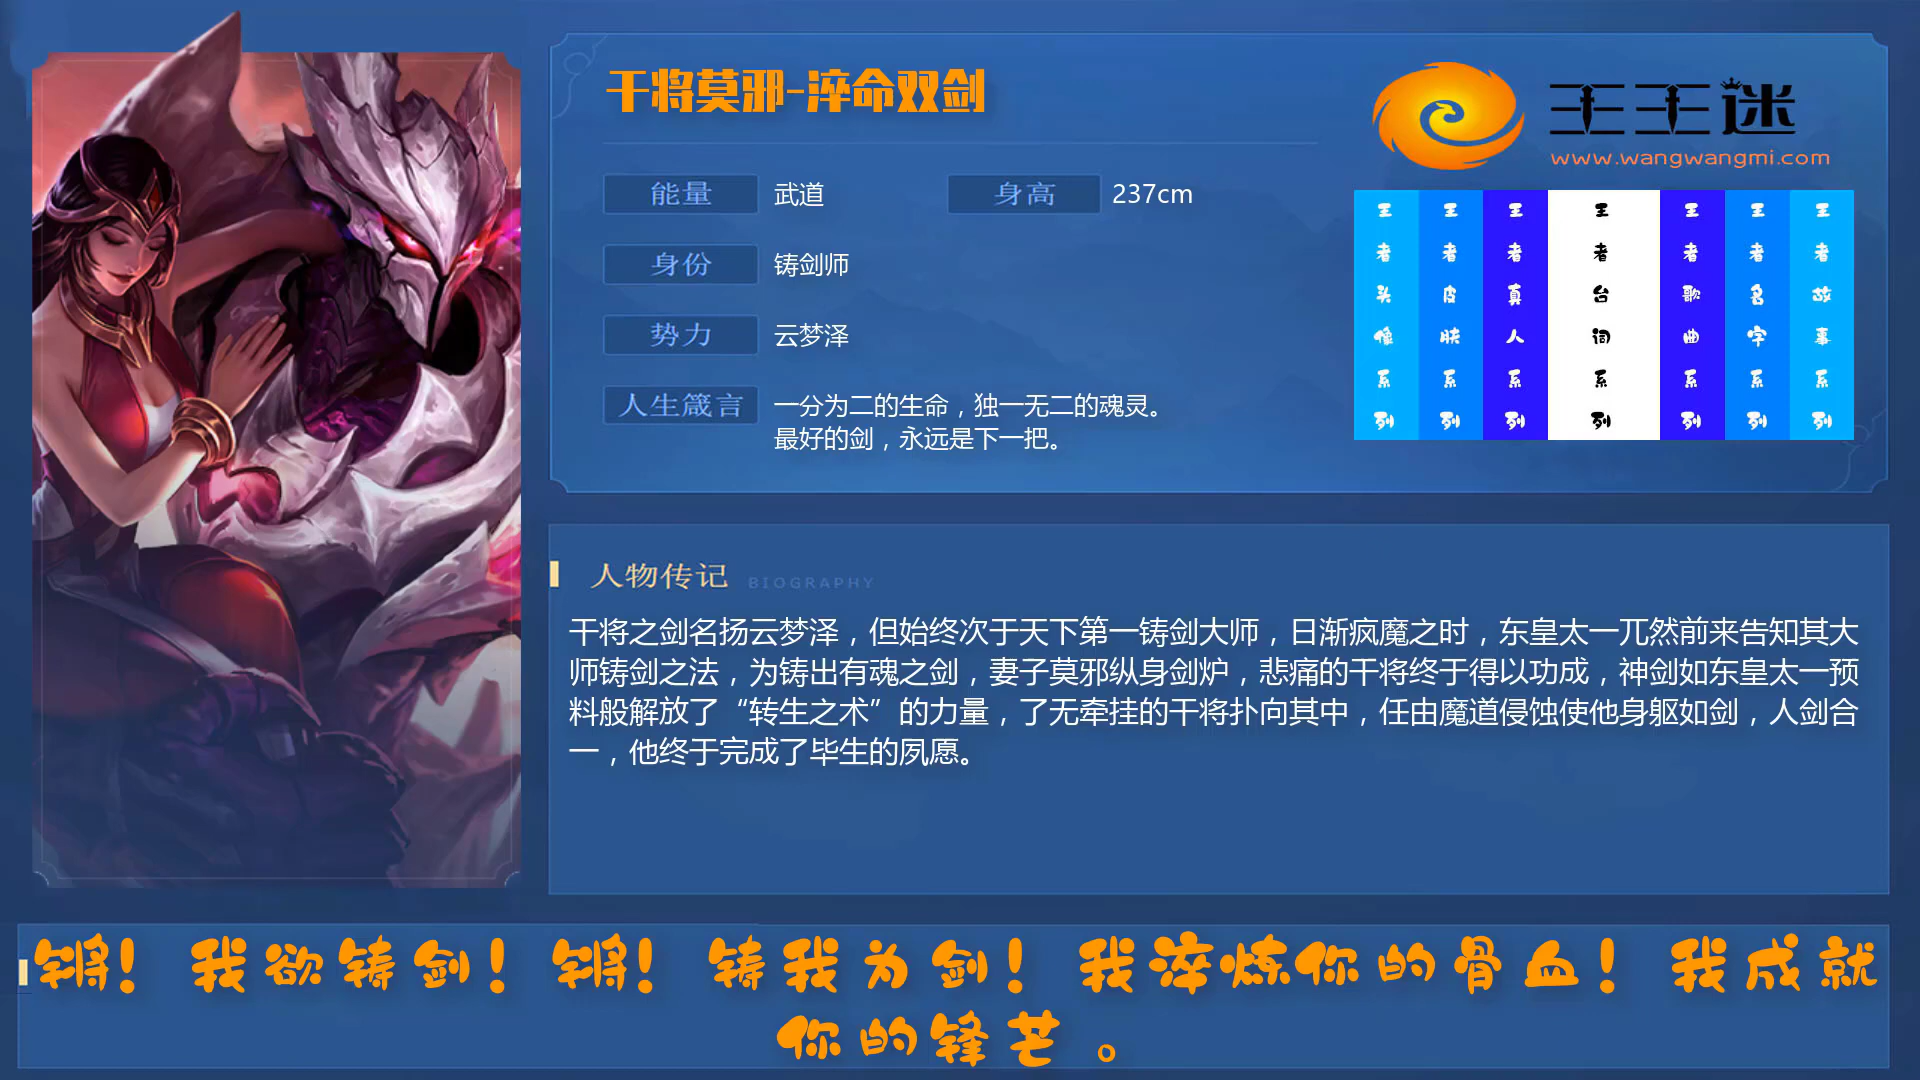 干将莫邪-淬命双剑
能量 武道 身高 237cm
身份 铸剑师
势力 云梦泽
人生箴言 一分为二的生命，独一无二的魂灵。
最好的剑，永远是下一把。
王王迷
www.wangwangmi.com
王者头像系列
王者皮肤系列
王者真人系列
王者台词系列
王者歌曲系列
王者名字系列
王者故事系列
人物传记 BIOGRAPHY
干将之剑名扬云梦泽，但始终次于天下第一铸剑大师，日渐疯魔之时，东皇太一兀然前来告知其大
师铸剑之法，为铸出有魂之剑，妻子莫邪纵身剑炉，悲痛的干将终于得以功成，神剑如东皇太一预
料般解放了“转生之术”的力量，了无牵挂的干将扑向其中，任由魔道侵蚀使他身躯如剑，人剑合
一，他终于完成了毕生的夙愿。
锵！我欲铸剑！锵！铸我为剑！我淬炼你的骨血！我成就
你的锋芒。